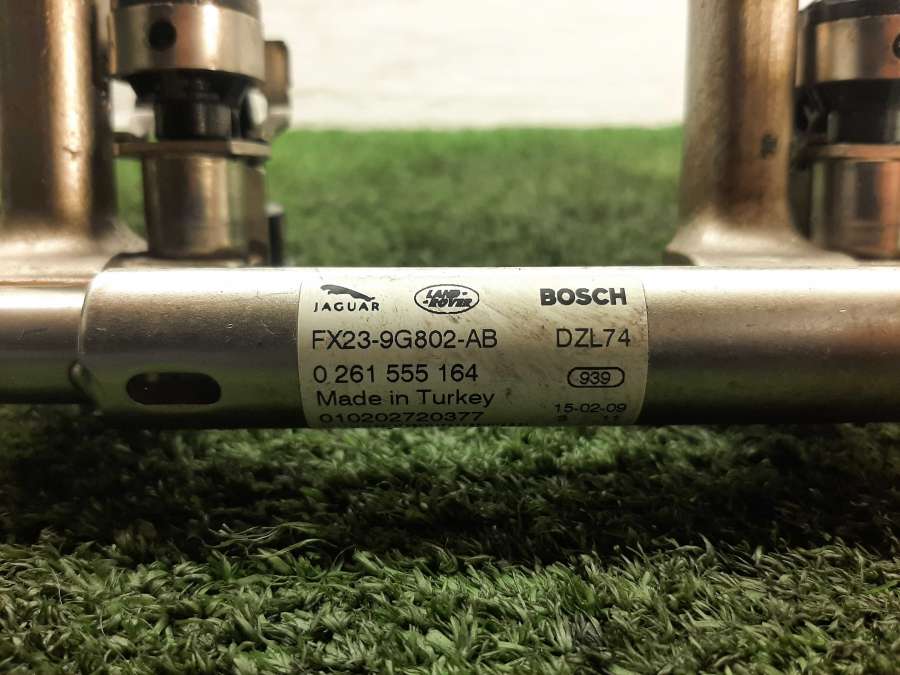 JAGUAR LAND ROVER BOSCH
FX23-9G802-AB DZL74
0 261 555 164 939
Made in Turkey 15-02-09
010202720377